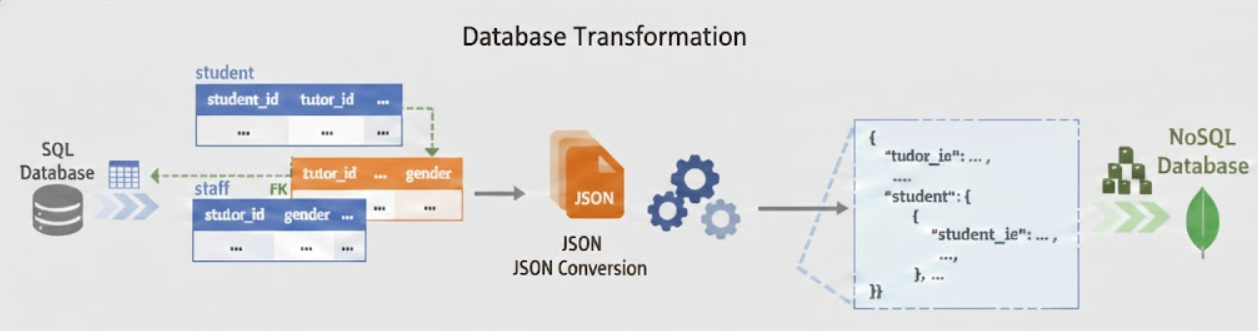 Database Transformation
student
student_id tutor_id ...
... ... ...
SQL
Database
tutor_id ... gender
... ...
staff
FK
stutor_id gender ...
... ... ...
JSON
JSON
JSON Conversion
{
"tudor_ie": ... ,
....
"student": {
{
"student_ie": ... ,
...,
}, ...
}}
NoSQL
Database